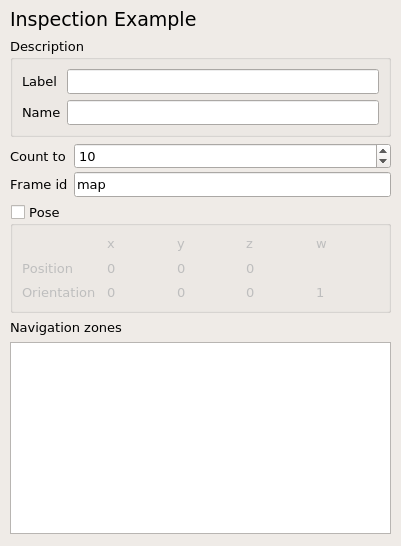 Inspection Example
Description
Label
Name
Count to 10
Frame id map
Pose
x y z w
Position 0 0 0
Orientation 0 0 0 1
Navigation zones